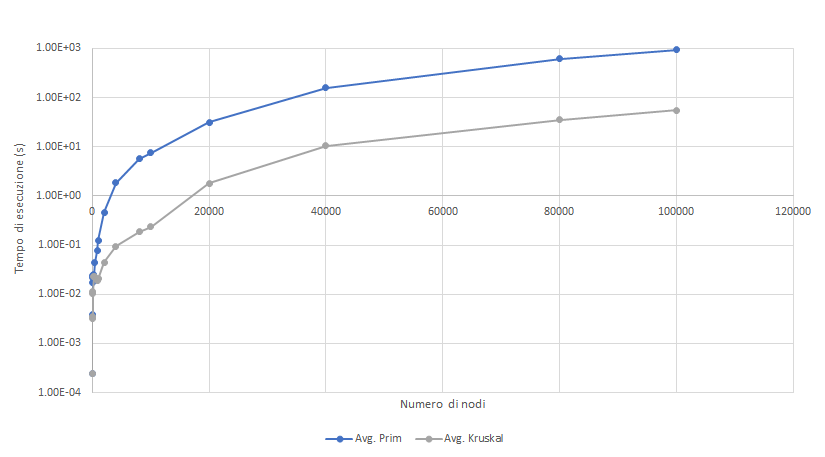 1.00E+03
1.00E+02
1.00E+01
1.00E+00
0 20000 40000 60000 80000 100000 120000
1.00E-01
1.00E-02
1.00E-03
1.00E-04
Tempo di esecuzione (s)
Numero di nodi
Avg. Prim Avg. Kruskal